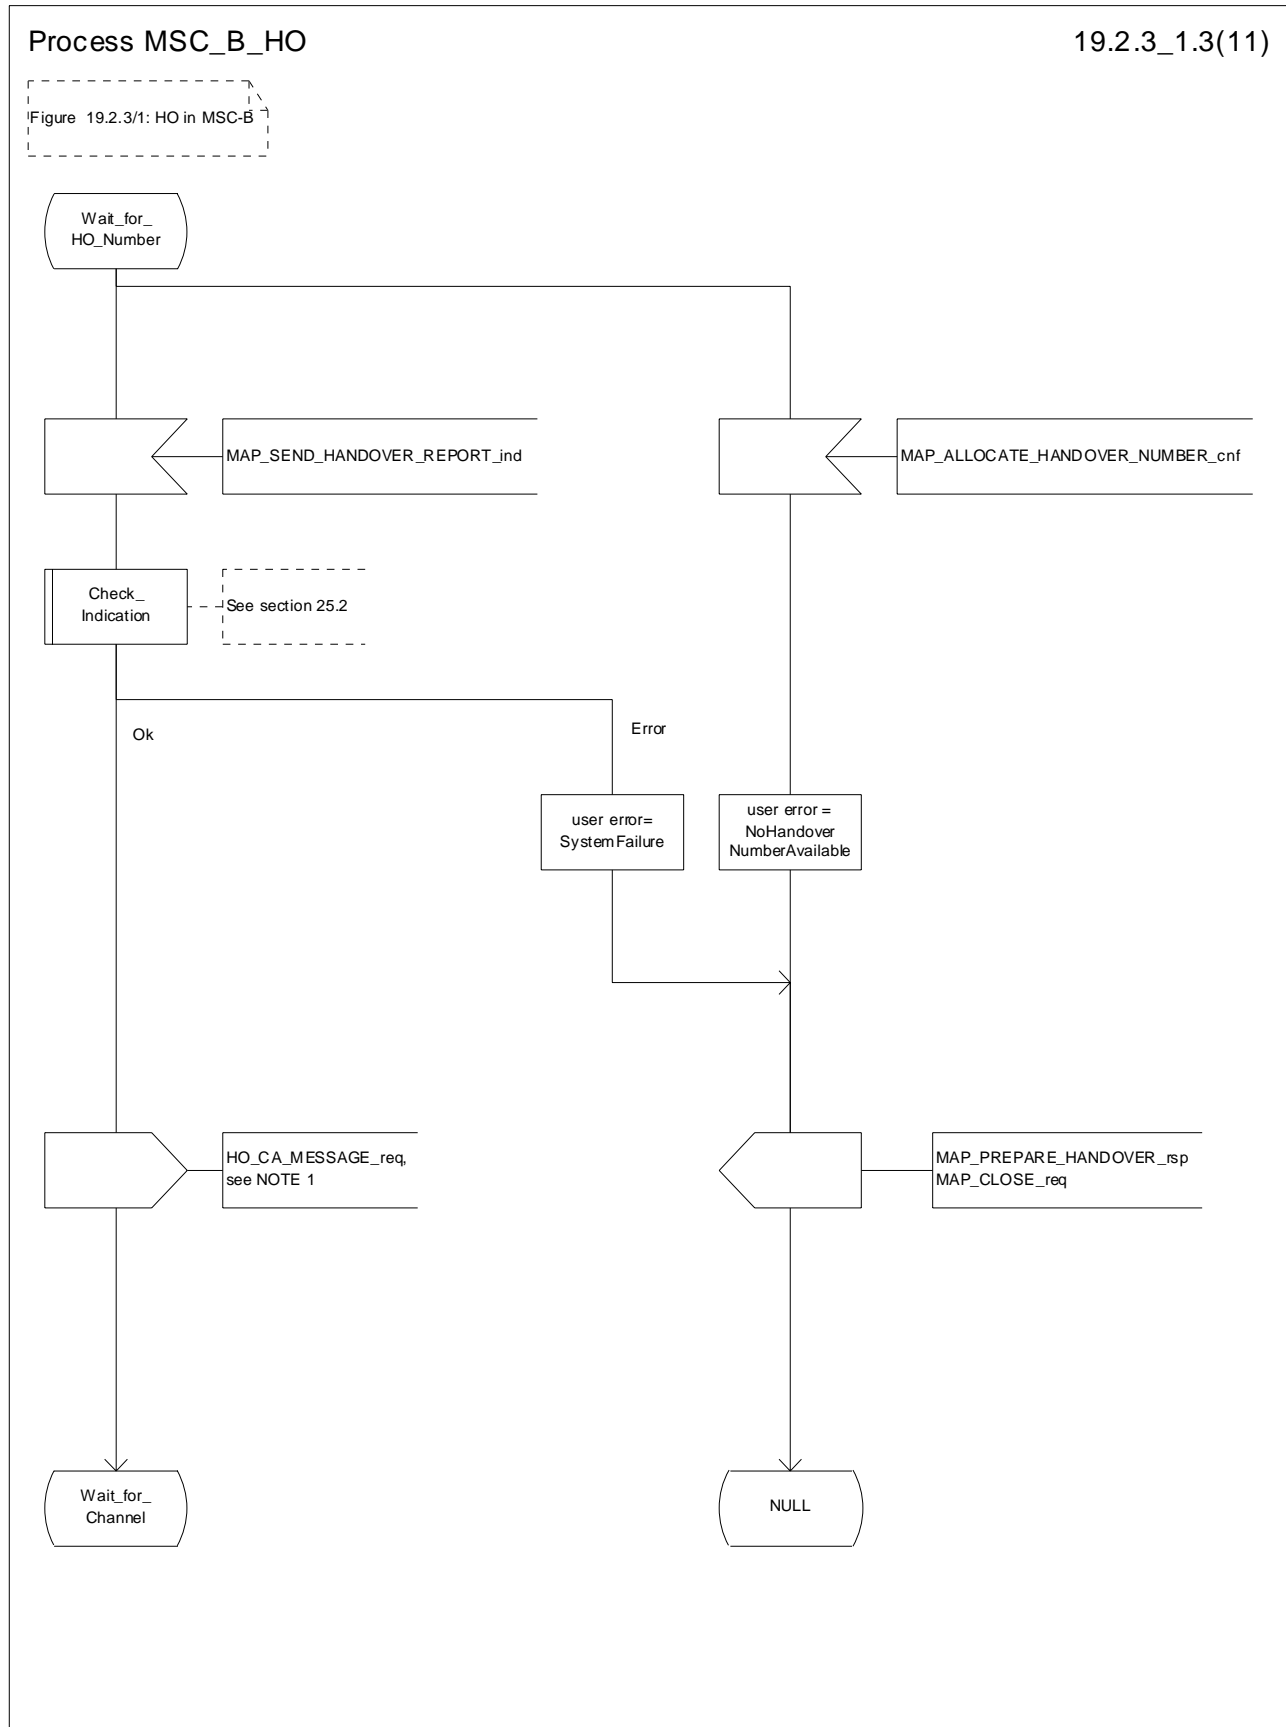 Process MSC_B_HO
19.2.3_1.3(11)
Figure 19.2.3/1: HO in MSC-B
Wait_for_
HO_Number
MAP_SEND_HANDOVER_REPORT_ind
MAP_ALLOCATE_HANDOVER_NUMBER_cnf
Check_
Indication
See section 25.2
Ok
Error
user error=
SystemFailure
user error =
NoHandover
NumberAvailable
HO_CA_MESSAGE_req,
see NOTE 1
MAP_PREPARE_HANDOVER_rsp
MAP_CLOSE_req
Wait_for_
Channel
NULL